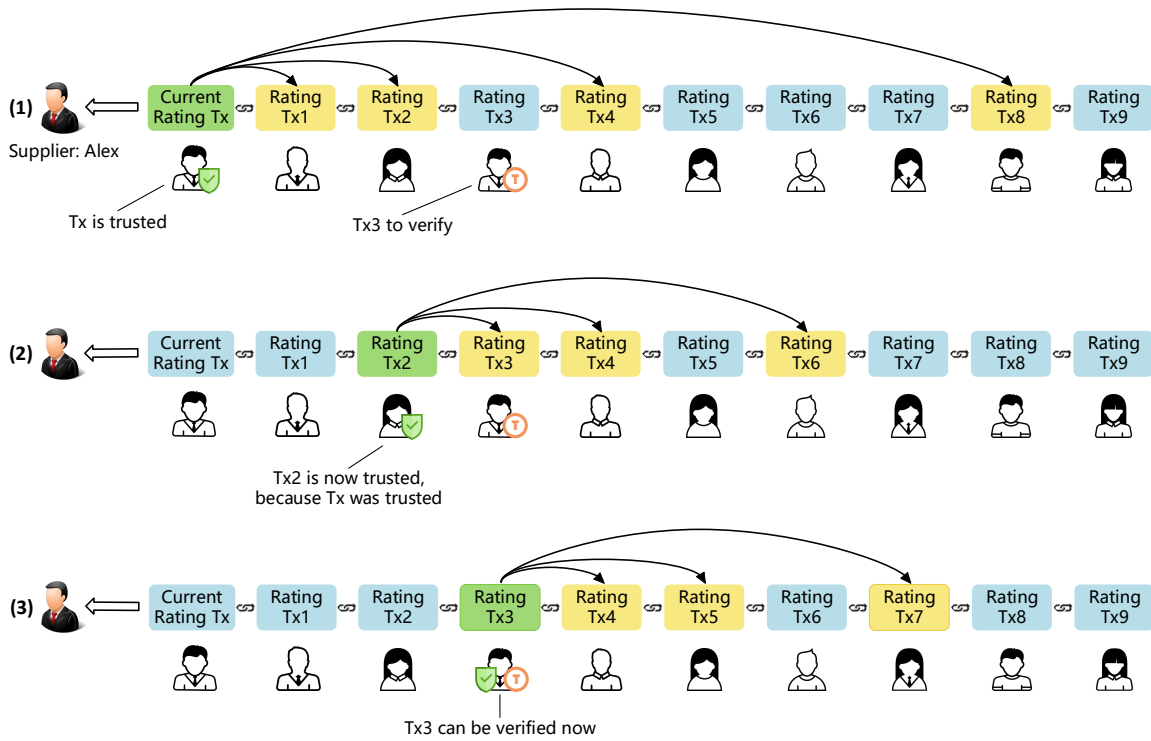 (1)
Current
Rating Tx
Rating
Tx1
Rating
Tx2
Rating
Tx3
Rating
Tx4
Rating
Tx5
Rating
Tx6
Rating
Tx7
Rating
Tx8
Rating
Tx9
Supplier: Alex
T
Tx is trusted
Tx3 to verify
(2)
Current
Rating Tx
Rating
Tx1
Rating
Tx2
Rating
Tx3
Rating
Tx4
Rating
Tx5
Rating
Tx6
Rating
Tx7
Rating
Tx8
Rating
Tx9
T
Tx2 is now trusted,
because Tx was trusted
(3)
Current
Rating Tx
Rating
Tx1
Rating
Tx2
Rating
Tx3
Rating
Tx4
Rating
Tx5
Rating
Tx6
Rating
Tx7
Rating
Tx8
Rating
Tx9
T
Tx3 can be verified now